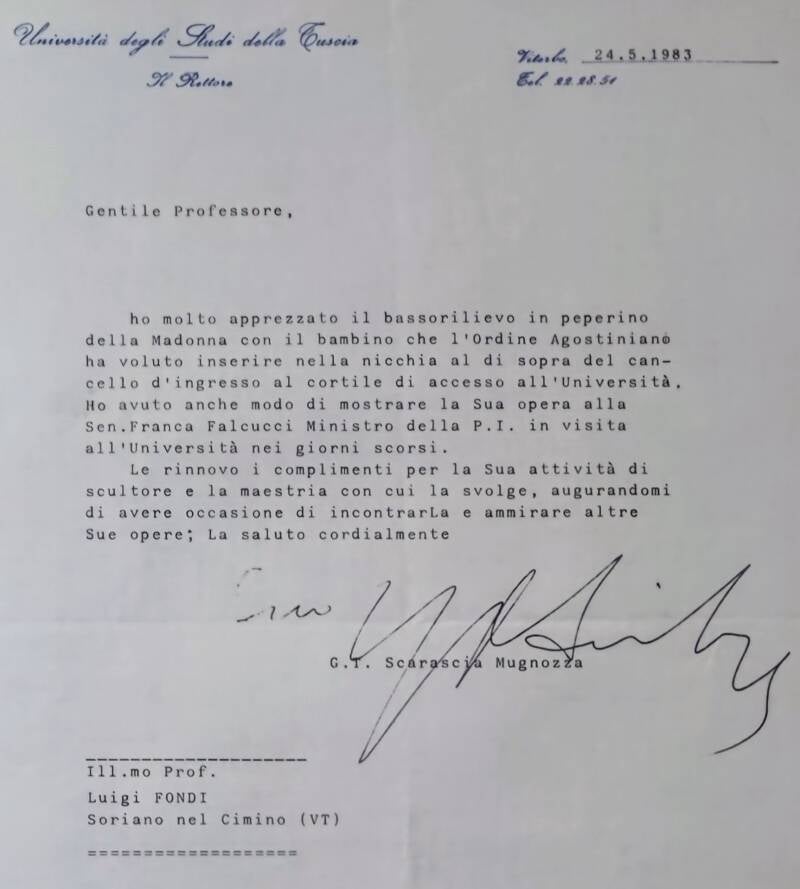 Università degli Studi della Tuscia
Il Rettore
Viterbo, 24.5.1983
Tel. 22.28.51
Gentile Professore,
ho molto apprezzato il bassorilievo in peperino
della Madonna con il bambino che l'Ordine Agostiniano
ha voluto inserire nella nicchia al di sopra del can-
cello d'ingresso al cortile di accesso all'Università.
Ho avuto anche modo di mostrare la Sua opera alla
Sen.Franca Falcucci Ministro della P.I. in visita
all'Università nei giorni scorsi.
Le rinnovo i complimenti per la Sua attività di
scultore e la maestria con cui la svolge, augurandomi
di avere occasione di incontrarLa e ammirare altre
Sue opere; La saluto cordialmente
G.T. Scarascia Mugnozza
Ill.mo Prof.
Luigi FONDI
Soriano nel Cimino (VT)
===================